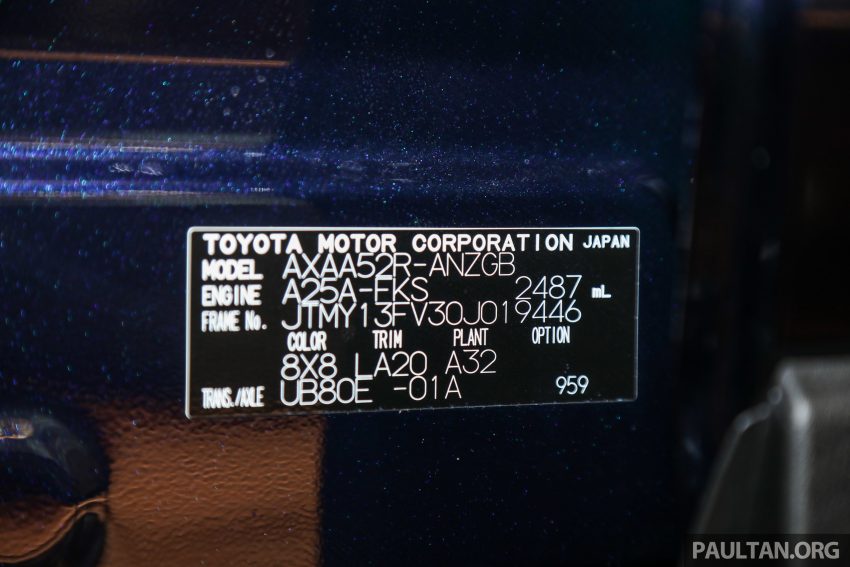 TOYOTA MOTOR CORPORATION JAPAN
MODEL AXAA52R-ANZGB
ENGINE A25A-FKS 2487 mL
FRAME No. JTMY13FV30J019446
COLOR TRIM PLANT OPTION
8X8 LA20 A32
TRANS./AXLE UB80E -01A 959
PAULTAN.ORG